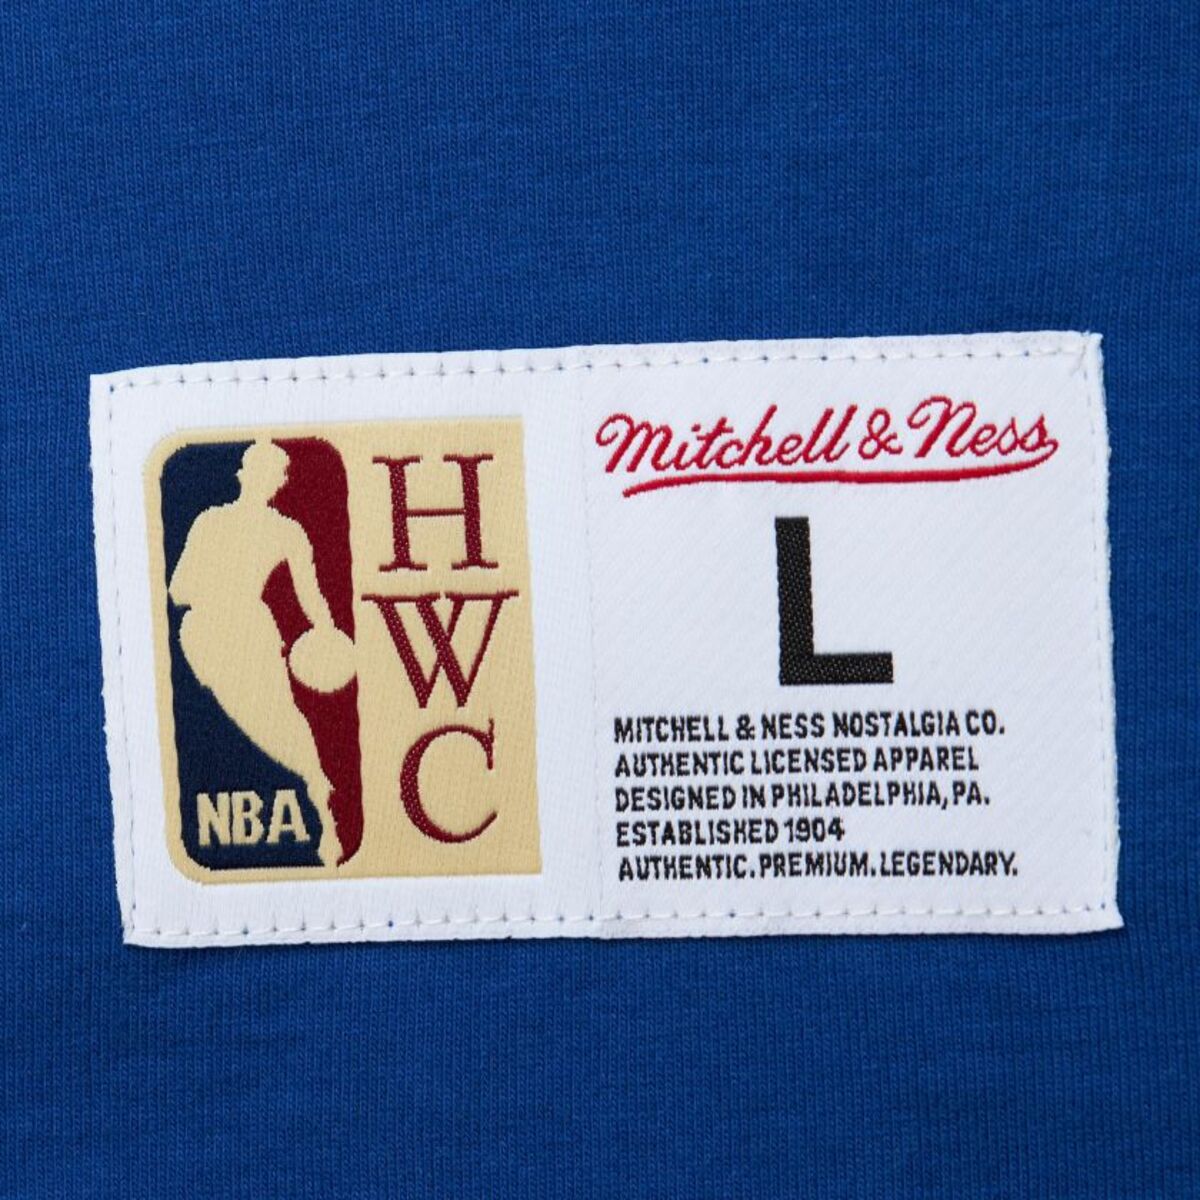 NBA
H
W
C
Mitchell & Ness
L
MITCHELL & NESS NOSTALGIA CO.
AUTHENTIC LICENSED APPAREL
DESIGNED IN PHILADELPHIA, PA.
ESTABLISHED 1904
AUTHENTIC. PREMIUM. LEGENDARY.